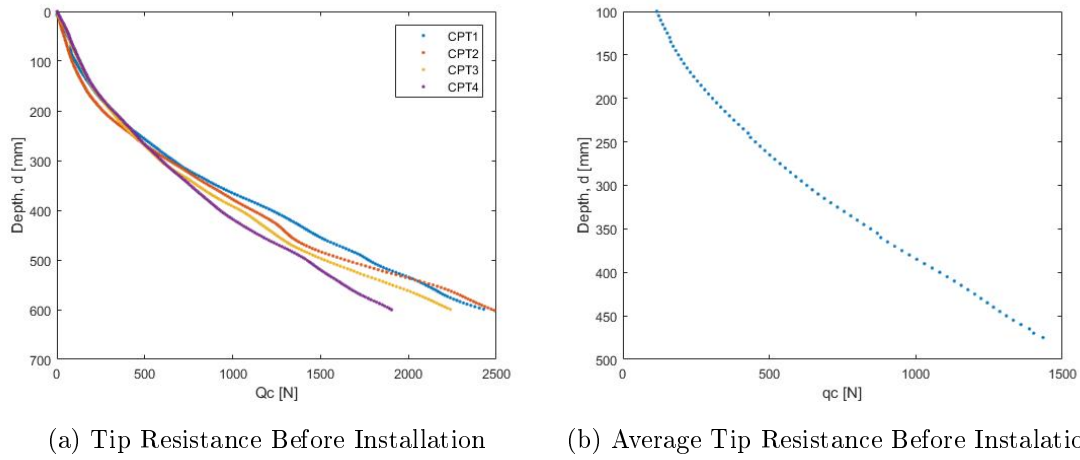 0
100
200
300
400
500
600
700
Depth, d [mm]
0
500
1000
1500
2000
2500
Qc [N]
CPT1
CPT2
CPT3
CPT4
(a) Tip Resistance Before Installation
100
150
200
250
300
350
400
450
500
Depth, d [mm]
0
500
1000
1500
qc [N]
(b) Average Tip Resistance Before Instalatio